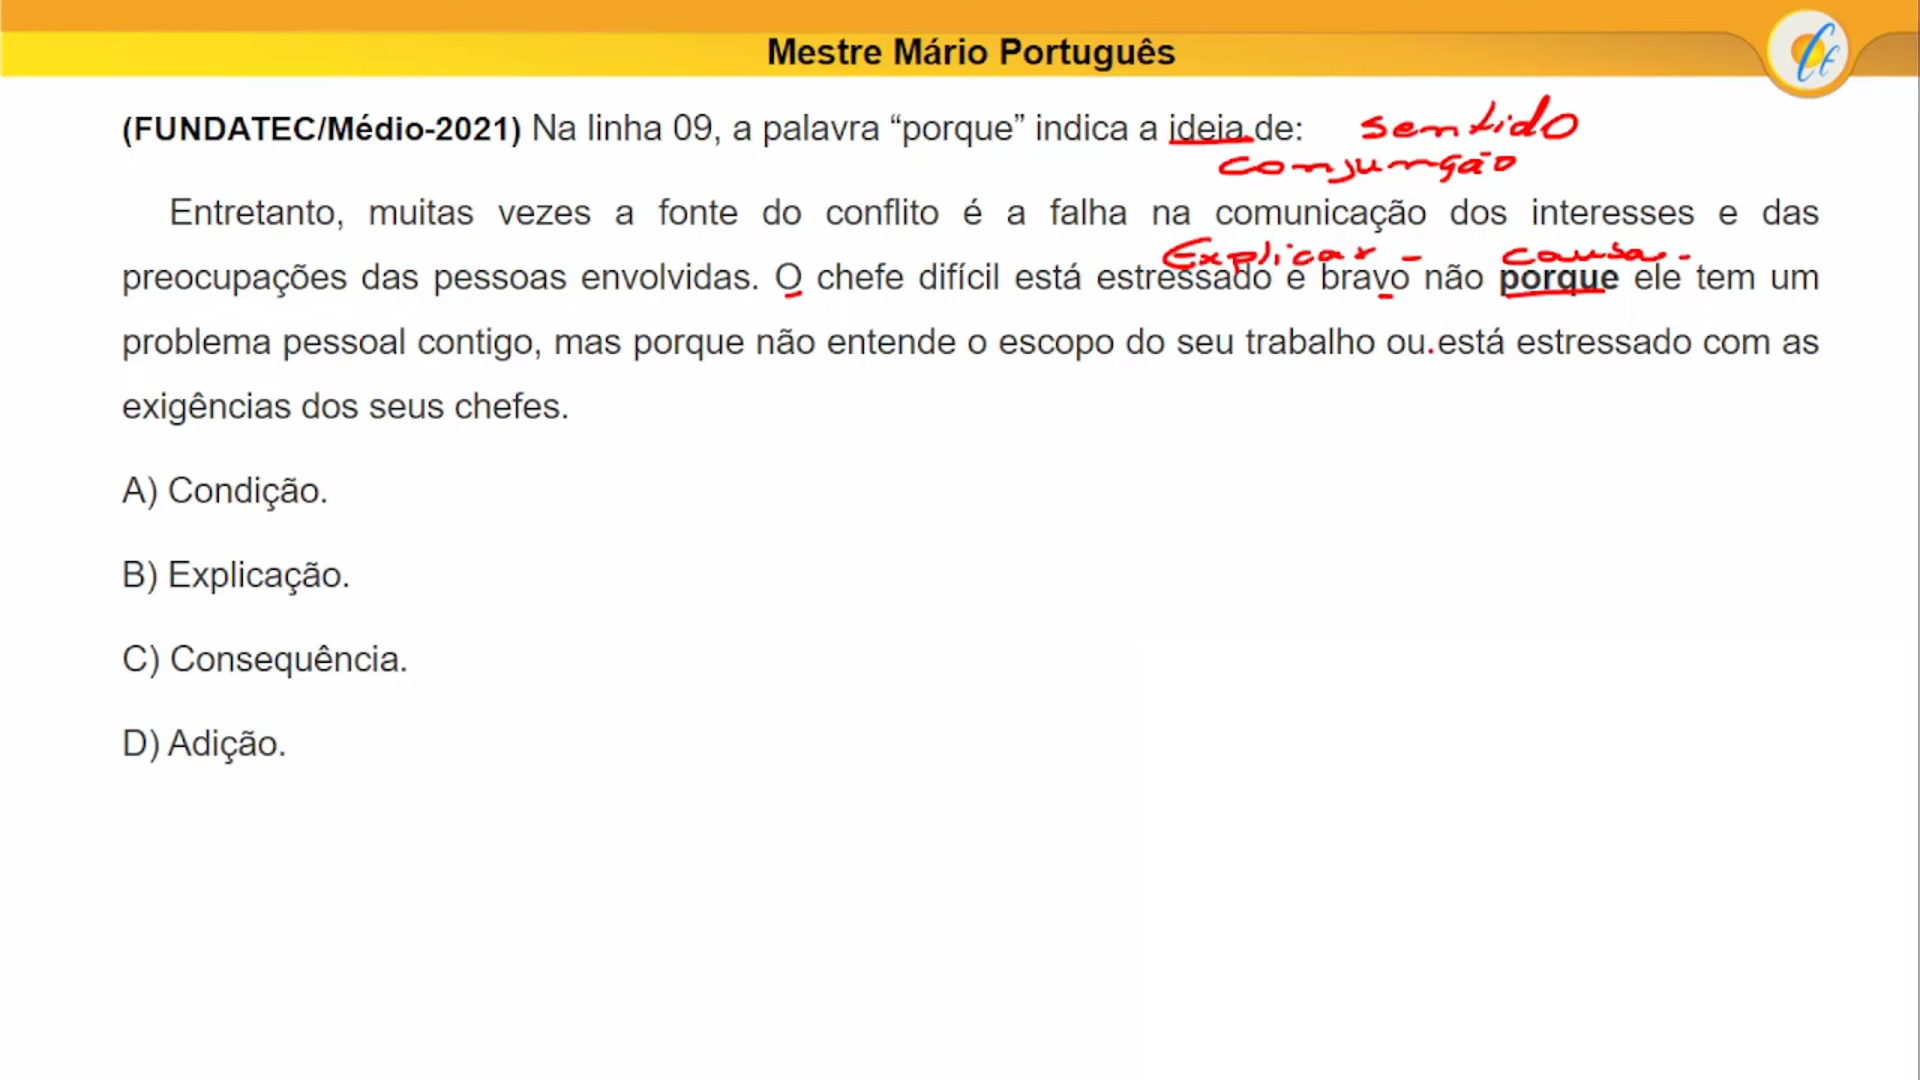 Mestre Mário Português
(FUNDATEC/Médio-2021) Na linha 09, a palavra “porque” indica a ideia de: sentido
conjunção
Entretanto, muitas vezes a fonte do conflito é a falha na comunicação dos interesses e das
Explicar - causa -
preocupações das pessoas envolvidas. O chefe difícil está estressado e bravo não porque ele tem um
problema pessoal contigo, mas porque não entende o escopo do seu trabalho ou está estressado com as
exigências dos seus chefes.
A) Condição.
B) Explicação.
C) Consequência.
D) Adição.